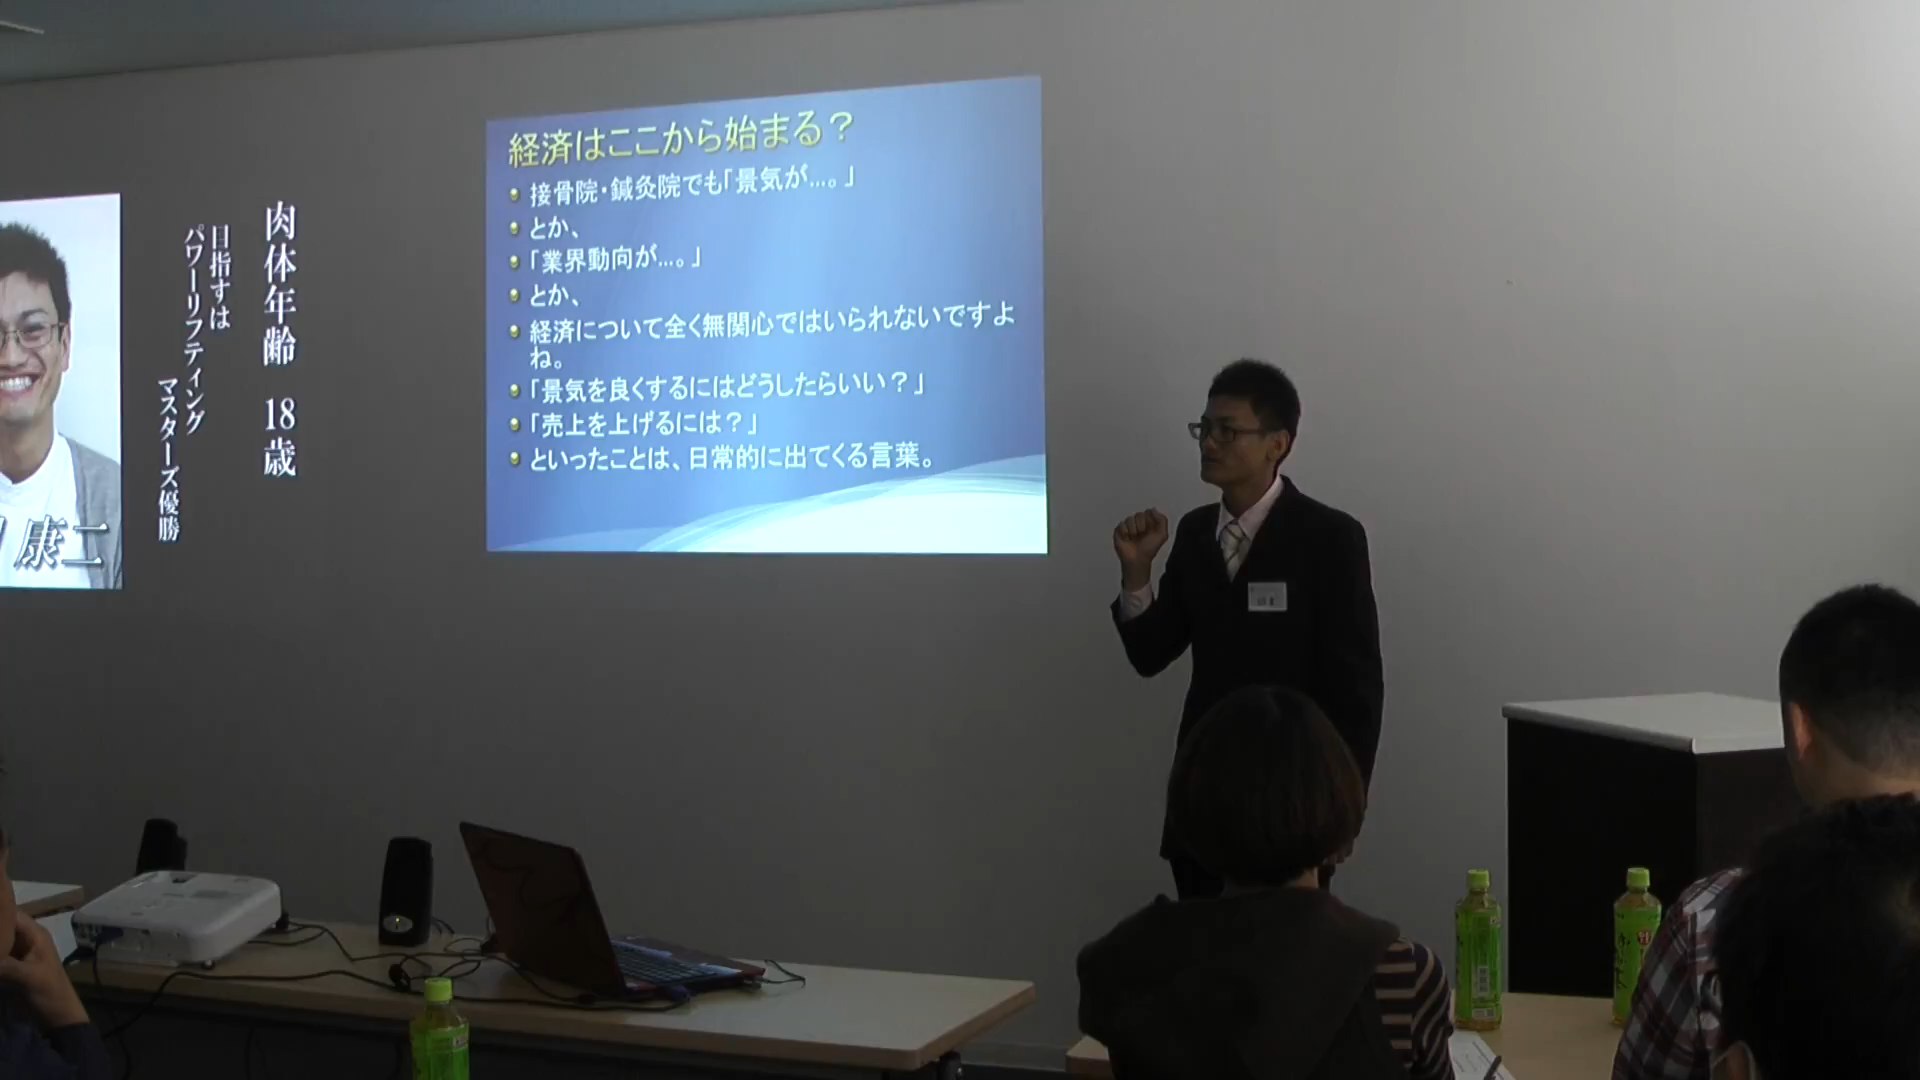 経済はここから始まる？
接骨院・鍼灸院でも「景気が…。」
とか、
「業界動向が…。」
とか、
経済について全く無関心ではいられないですよ
ね。
「景気を良くするにはどうしたらいい？」
「売上を上げるには？」
といったことは、日常的に出てくる言葉。
肉体年齢 18歳
目指すは
パワーリフティング
マスターズ優勝
康二